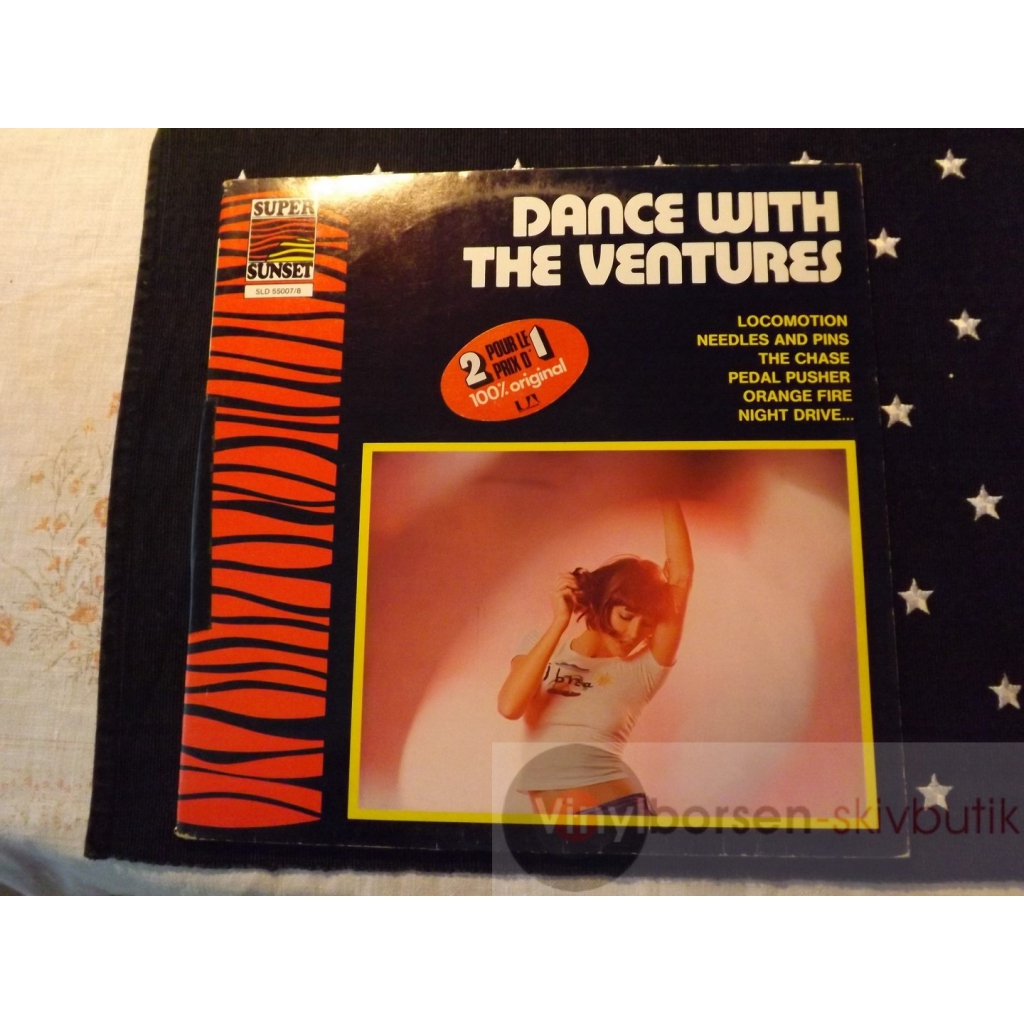 SUPER
SUNSET
SLD 55007/8
DANCE WITH
THE VENTURES
2 POUR LE
PRIX D'1
100% original
UA
LOCOMOTION
NEEDLES AND PINS
THE CHASE
PEDAL PUSHER
ORANGE FIRE
NIGHT DRIVE...
Ibiza
Vinylborsen-skivbutik